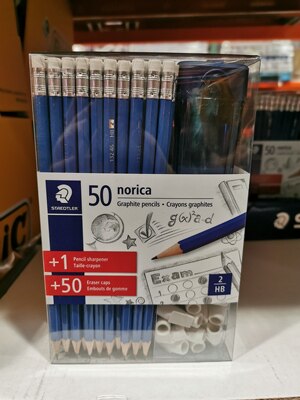 STAEDTLER
50 norica
Graphite pencils • Crayons graphites
+1 Pencil sharpener
Taille-crayon
+50 Eraser caps
Embouts de gomme
Exam
2
HB